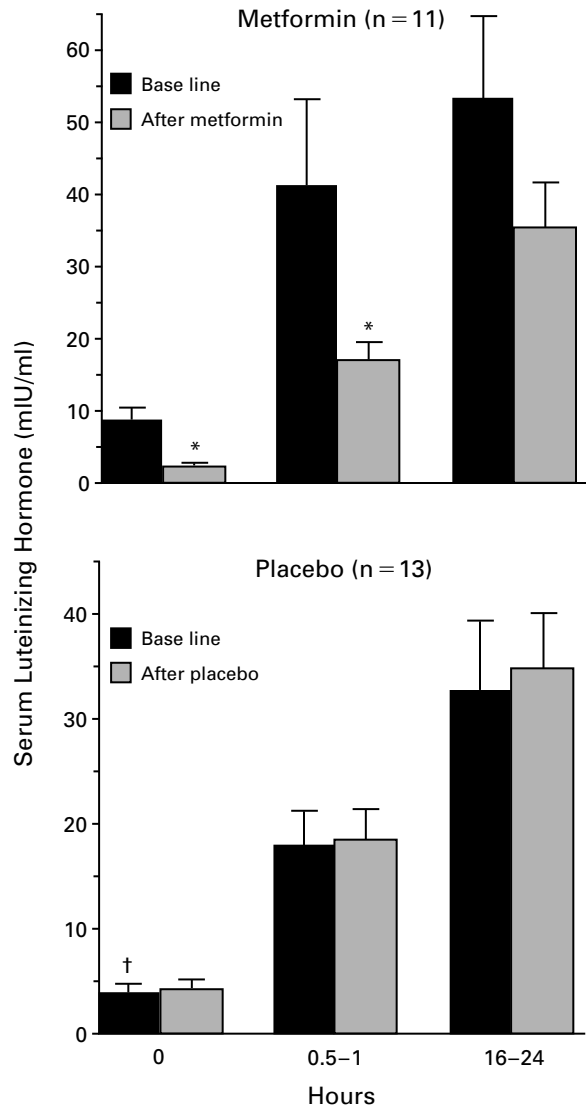 Metformin (n = 11)
60
50
40
30
20
10
0
Base line
After metformin
*
*
Serum Luteinizing Hormone (mIU/ml)
Placebo (n = 13)
40
30
20
10
0
Base line
After placebo
†
0
0.5–1
16–24
Hours